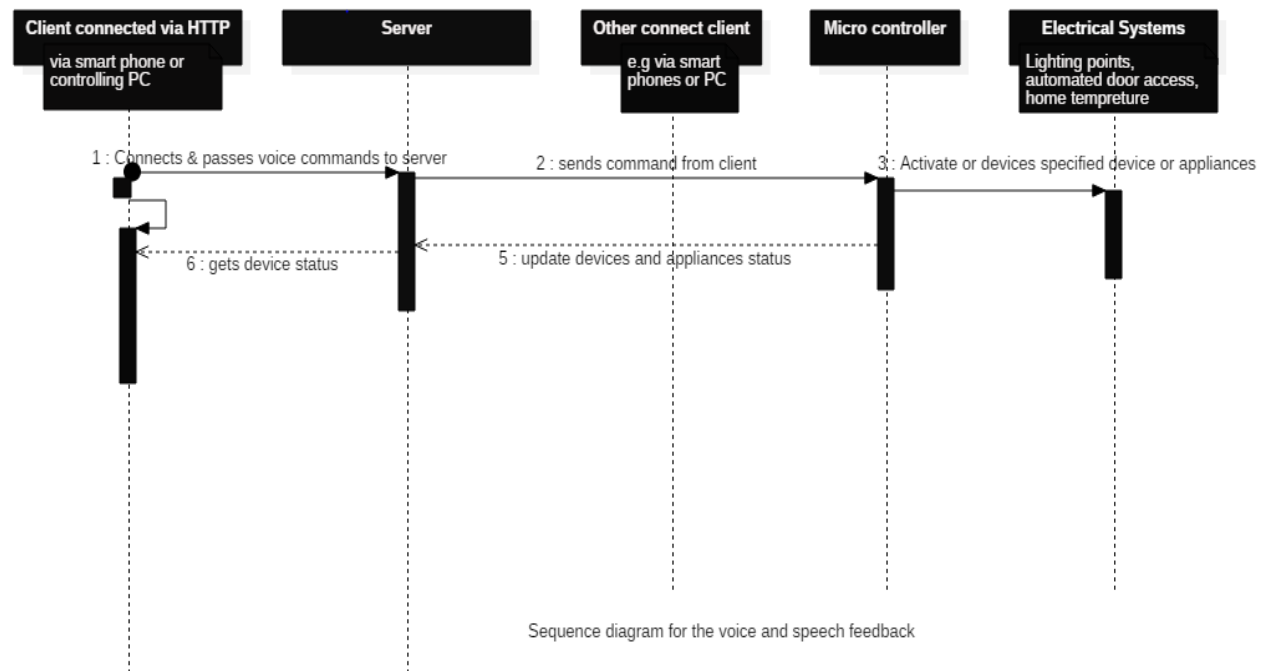 Client connected via HTTP
via smart phone or
controlling PC
Server
Other connect client
e.g via smart
phones or PC
Micro controller
Electrical Systems
Lighting points,
automated door access,
home tempreture
1 : Connects & passes voice commands to server
2 : sends command from client
3 : Activate or devices specified device or appliances
5 : update devices and appliances status
6 : gets device status
Sequence diagram for the voice and speech feedback